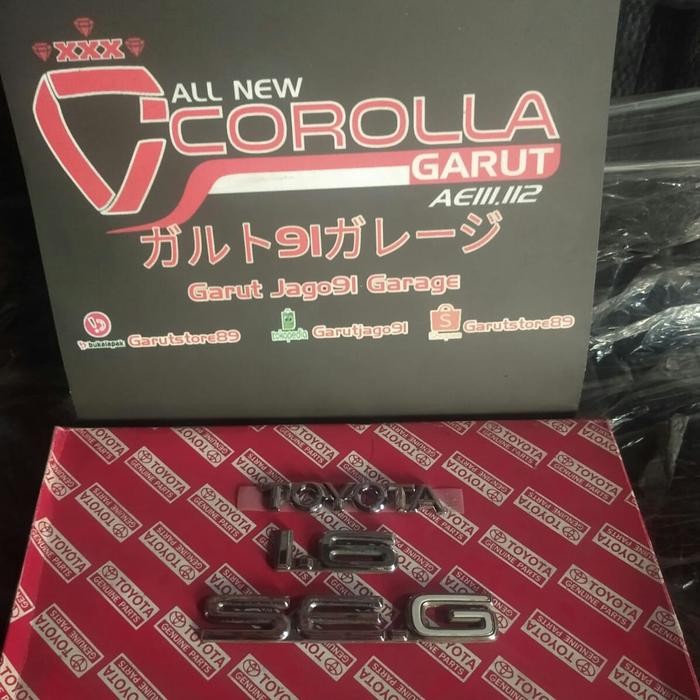 XXX
ALL NEW
COROLLA
GARUT
AE111.112
ガルト91ガレージ
Garut Jago91 Garage
bukalapak Garutstore89
tokopedia Garutjago91
Shopee Garutstore89
TOYOTA
1.6
SE.G
TOYOTA
GENUINE PARTS